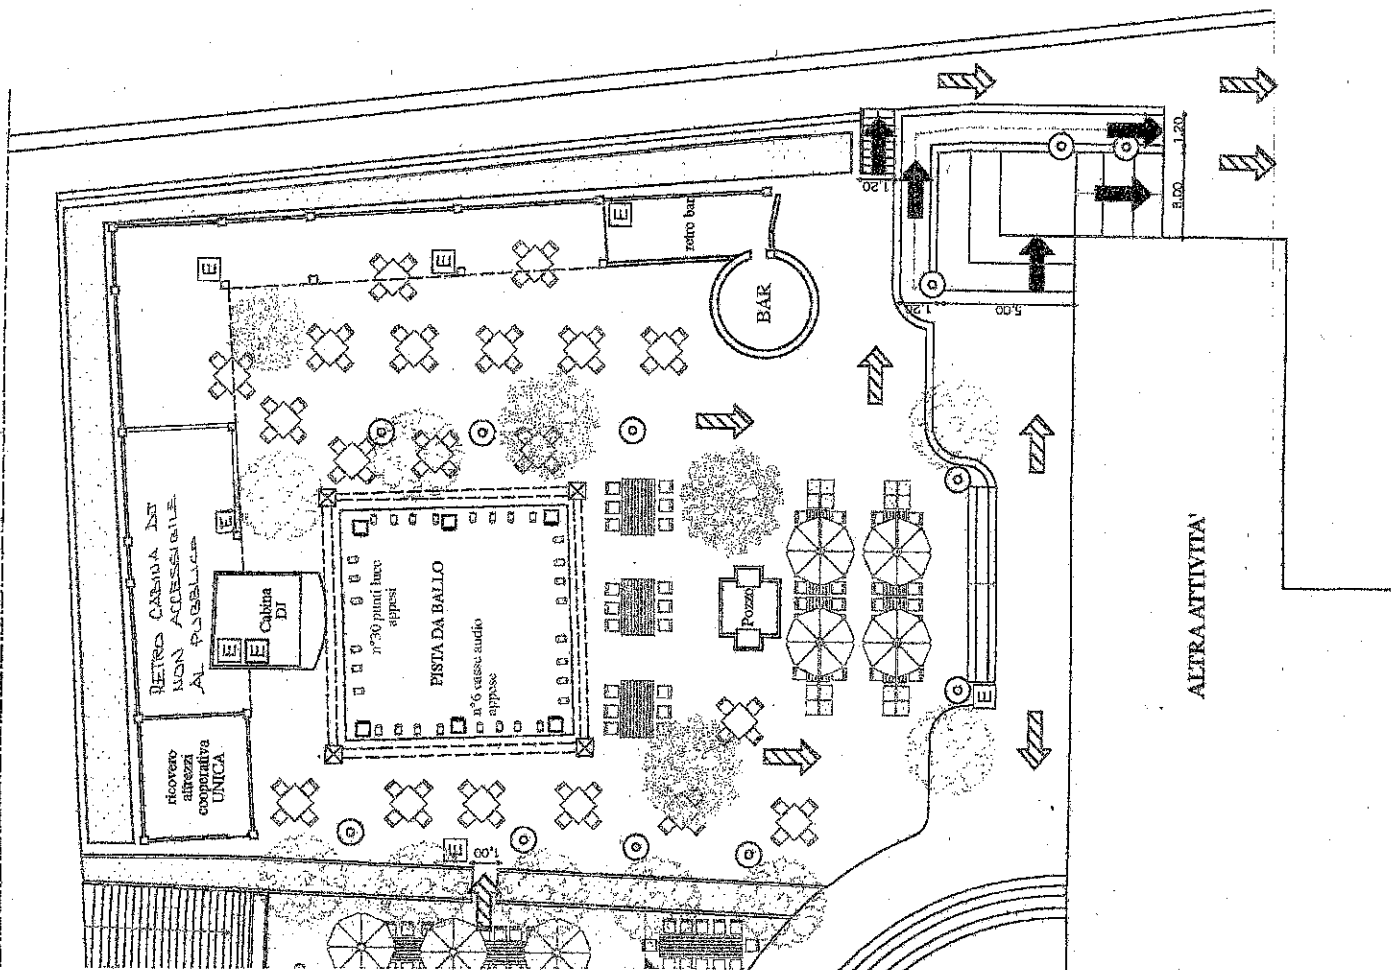 E
retro bar
E
E
BAR
1.20
1.20
8.00
1.20
5.00
RETRO CABINA DJ
NON ACCESSIBILE
AL PUBBLICO
E
E
E
Cabina
DJ
n°30 punti luce
appesi
PISTA DA BALLO
n°6 casse audio
appese
Pozzo
E
ricovero
attrezzi
cooperativa
UNICA
E
1.00
ALTRA ATTIVITA'